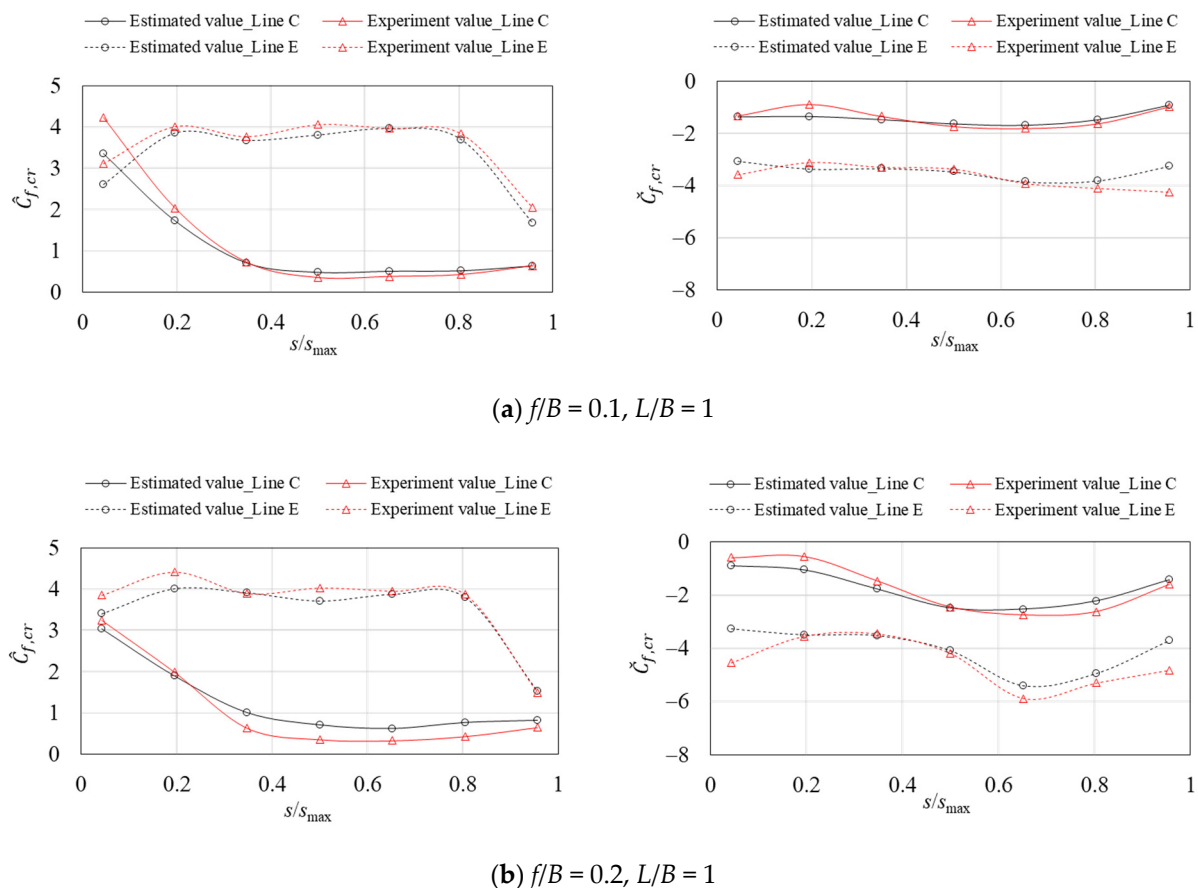 Estimated value_Line C Experiment value_Line C
Estimated value_Line E Experiment value_Line E
5
4
3
2
1
0
Ĉf,cr
0 0.2 0.4 0.6 0.8 1
s/smax
Estimated value_Line C Experiment value_Line C
Estimated value_Line E Experiment value_Line E
0
−2
−4
−6
−8
Č​f,cr
0 0.2 0.4 0.6 0.8 1
s/smax
(a) f/B = 0.1, L/B = 1
Estimated value_Line C Experiment value_Line C
Estimated value_Line E Experiment value_Line E
5
4
3
2
1
0
Ĉf,cr
0 0.2 0.4 0.6 0.8 1
s/smax
Estimated value_Line C Experiment value_Line C
Estimated value_Line E Experiment value_Line E
0
−2
−4
−6
−8
Čf,cr
0 0.2 0.4 0.6 0.8 1
s/smax
(b) f/B = 0.2, L/B = 1